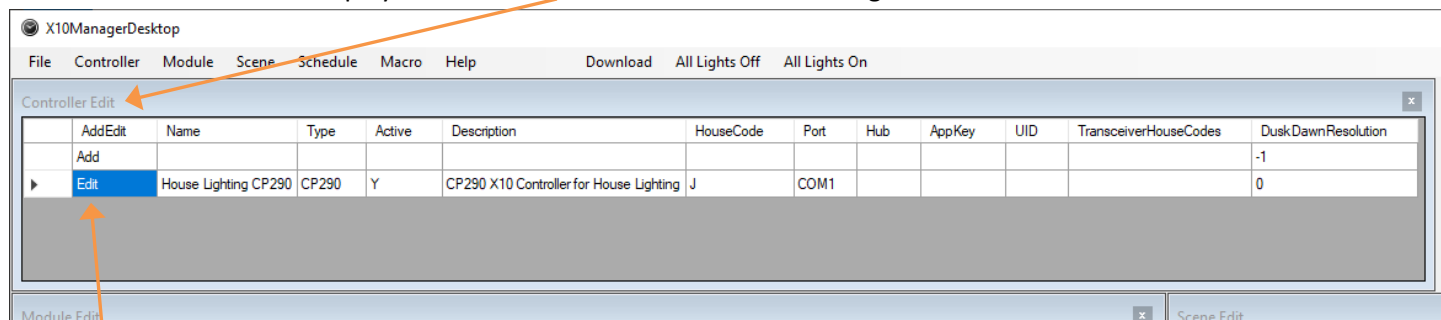 X10ManagerDesktop
File Controller Module Scene Schedule Macro Help Download All Lights Off All Lights On
Controller Edit x
AddEdit Name Type Active Description HouseCode Port Hub AppKey UID TransceiverHouseCodes DuskDawnResolution
Add -1
Edit House Lighting CP290 CP290 Y CP290 X10 Controller for House Lighting J COM1 0
Module Edit x Scene Edit